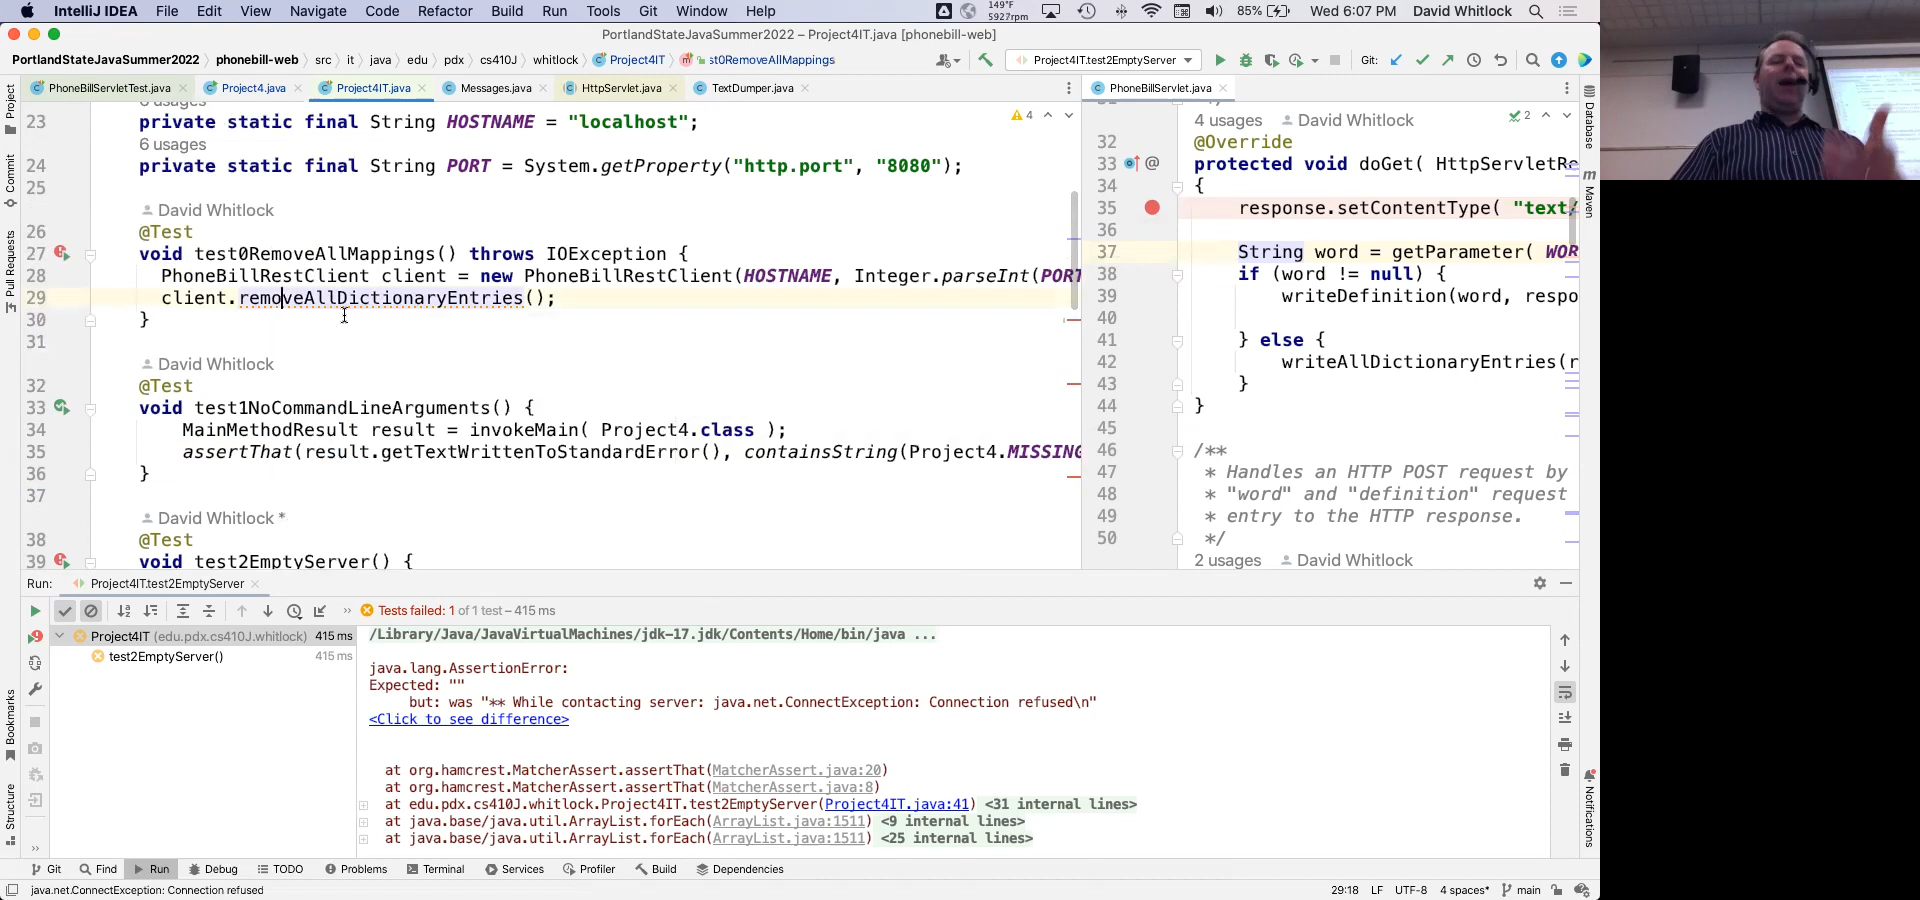 IntelliJ IDEA File Edit View Navigate Code Refactor Build Run Tools Git Window Help 149°F 5927rpm 85% Wed 6:07 PM David Whitlock
PortlandStateJavaSummer2022 – Project4IT.java [phonebill-web]
PortlandStateJavaSummer2022 phonebill-web src it java edu pdx cs410J whitlock Project4IT st0RemoveAllMappings Project4IT.test2EmptyServer Git:
PhoneBillServletTest.java Project4.java Project4IT.java Messages.java HttpServlet.java TextDumper.java PhoneBillServlet.java
Project
Commit
Pull Requests
Bookmarks
Structure
23 private static final String HOSTNAME = "localhost";
6 usages
24 private static final String PORT = System.getProperty("http.port", "8080");
25
David Whitlock
26 @Test
27 void test0RemoveAllMappings() throws IOException {
28 PhoneBillRestClient client = new PhoneBillRestClient(HOSTNAME, Integer.parseInt(PORT
29 client.removeAllDictionaryEntries();
30 }
31
David Whitlock
32 @Test
33 void test1NoCommandLineArguments() {
34 MainMethodResult result = invokeMain( Project4.class );
35 assertThat(result.getTextWrittenToStandardError(), containsString(Project4.MISSING
36 }
37
David Whitlock *
38 @Test
39 void test2EmptyServer() {
4
4 usages David Whitlock
2
32 @Override
33 @ protected void doGet( HttpServletRe
34 {
35 response.setContentType( "text/
36
37 String word = getParameter( WOR
38 if (word != null) {
39 writeDefinition(word, respo
40
41 } else {
42 writeAllDictionaryEntries(r
43 }
44 }
45
46 /**
47 * Handles an HTTP POST request by
48 * "word" and "definition" request
49 * entry to the HTTP response.
50 */
2 usages David Whitlock
Database
Maven
Notifications
Run: Project4IT.test2EmptyServer
Tests failed: 1 of 1 test – 415 ms
Project4IT (edu.pdx.cs410J.whitlock) 415 ms
test2EmptyServer() 415 ms
/Library/Java/JavaVirtualMachines/jdk-17.jdk/Contents/Home/bin/java ...
java.lang.AssertionError:
Expected: ""
but: was "** While contacting server: java.net.ConnectException: Connection refused\n"
<Click to see difference>
at org.hamcrest.MatcherAssert.assertThat(MatcherAssert.java:20)
at org.hamcrest.MatcherAssert.assertThat(MatcherAssert.java:8)
at edu.pdx.cs410J.whitlock.Project4IT.test2EmptyServer(Project4IT.java:41) <31 internal lines>
at java.base/java.util.ArrayList.forEach(ArrayList.java:1511) <9 internal lines>
at java.base/java.util.ArrayList.forEach(ArrayList.java:1511) <25 internal lines>
Git Find Run Debug TODO Problems Terminal Services Profiler Build Dependencies
java.net.ConnectException: Connection refused 29:18 LF UTF-8 4 spaces* main